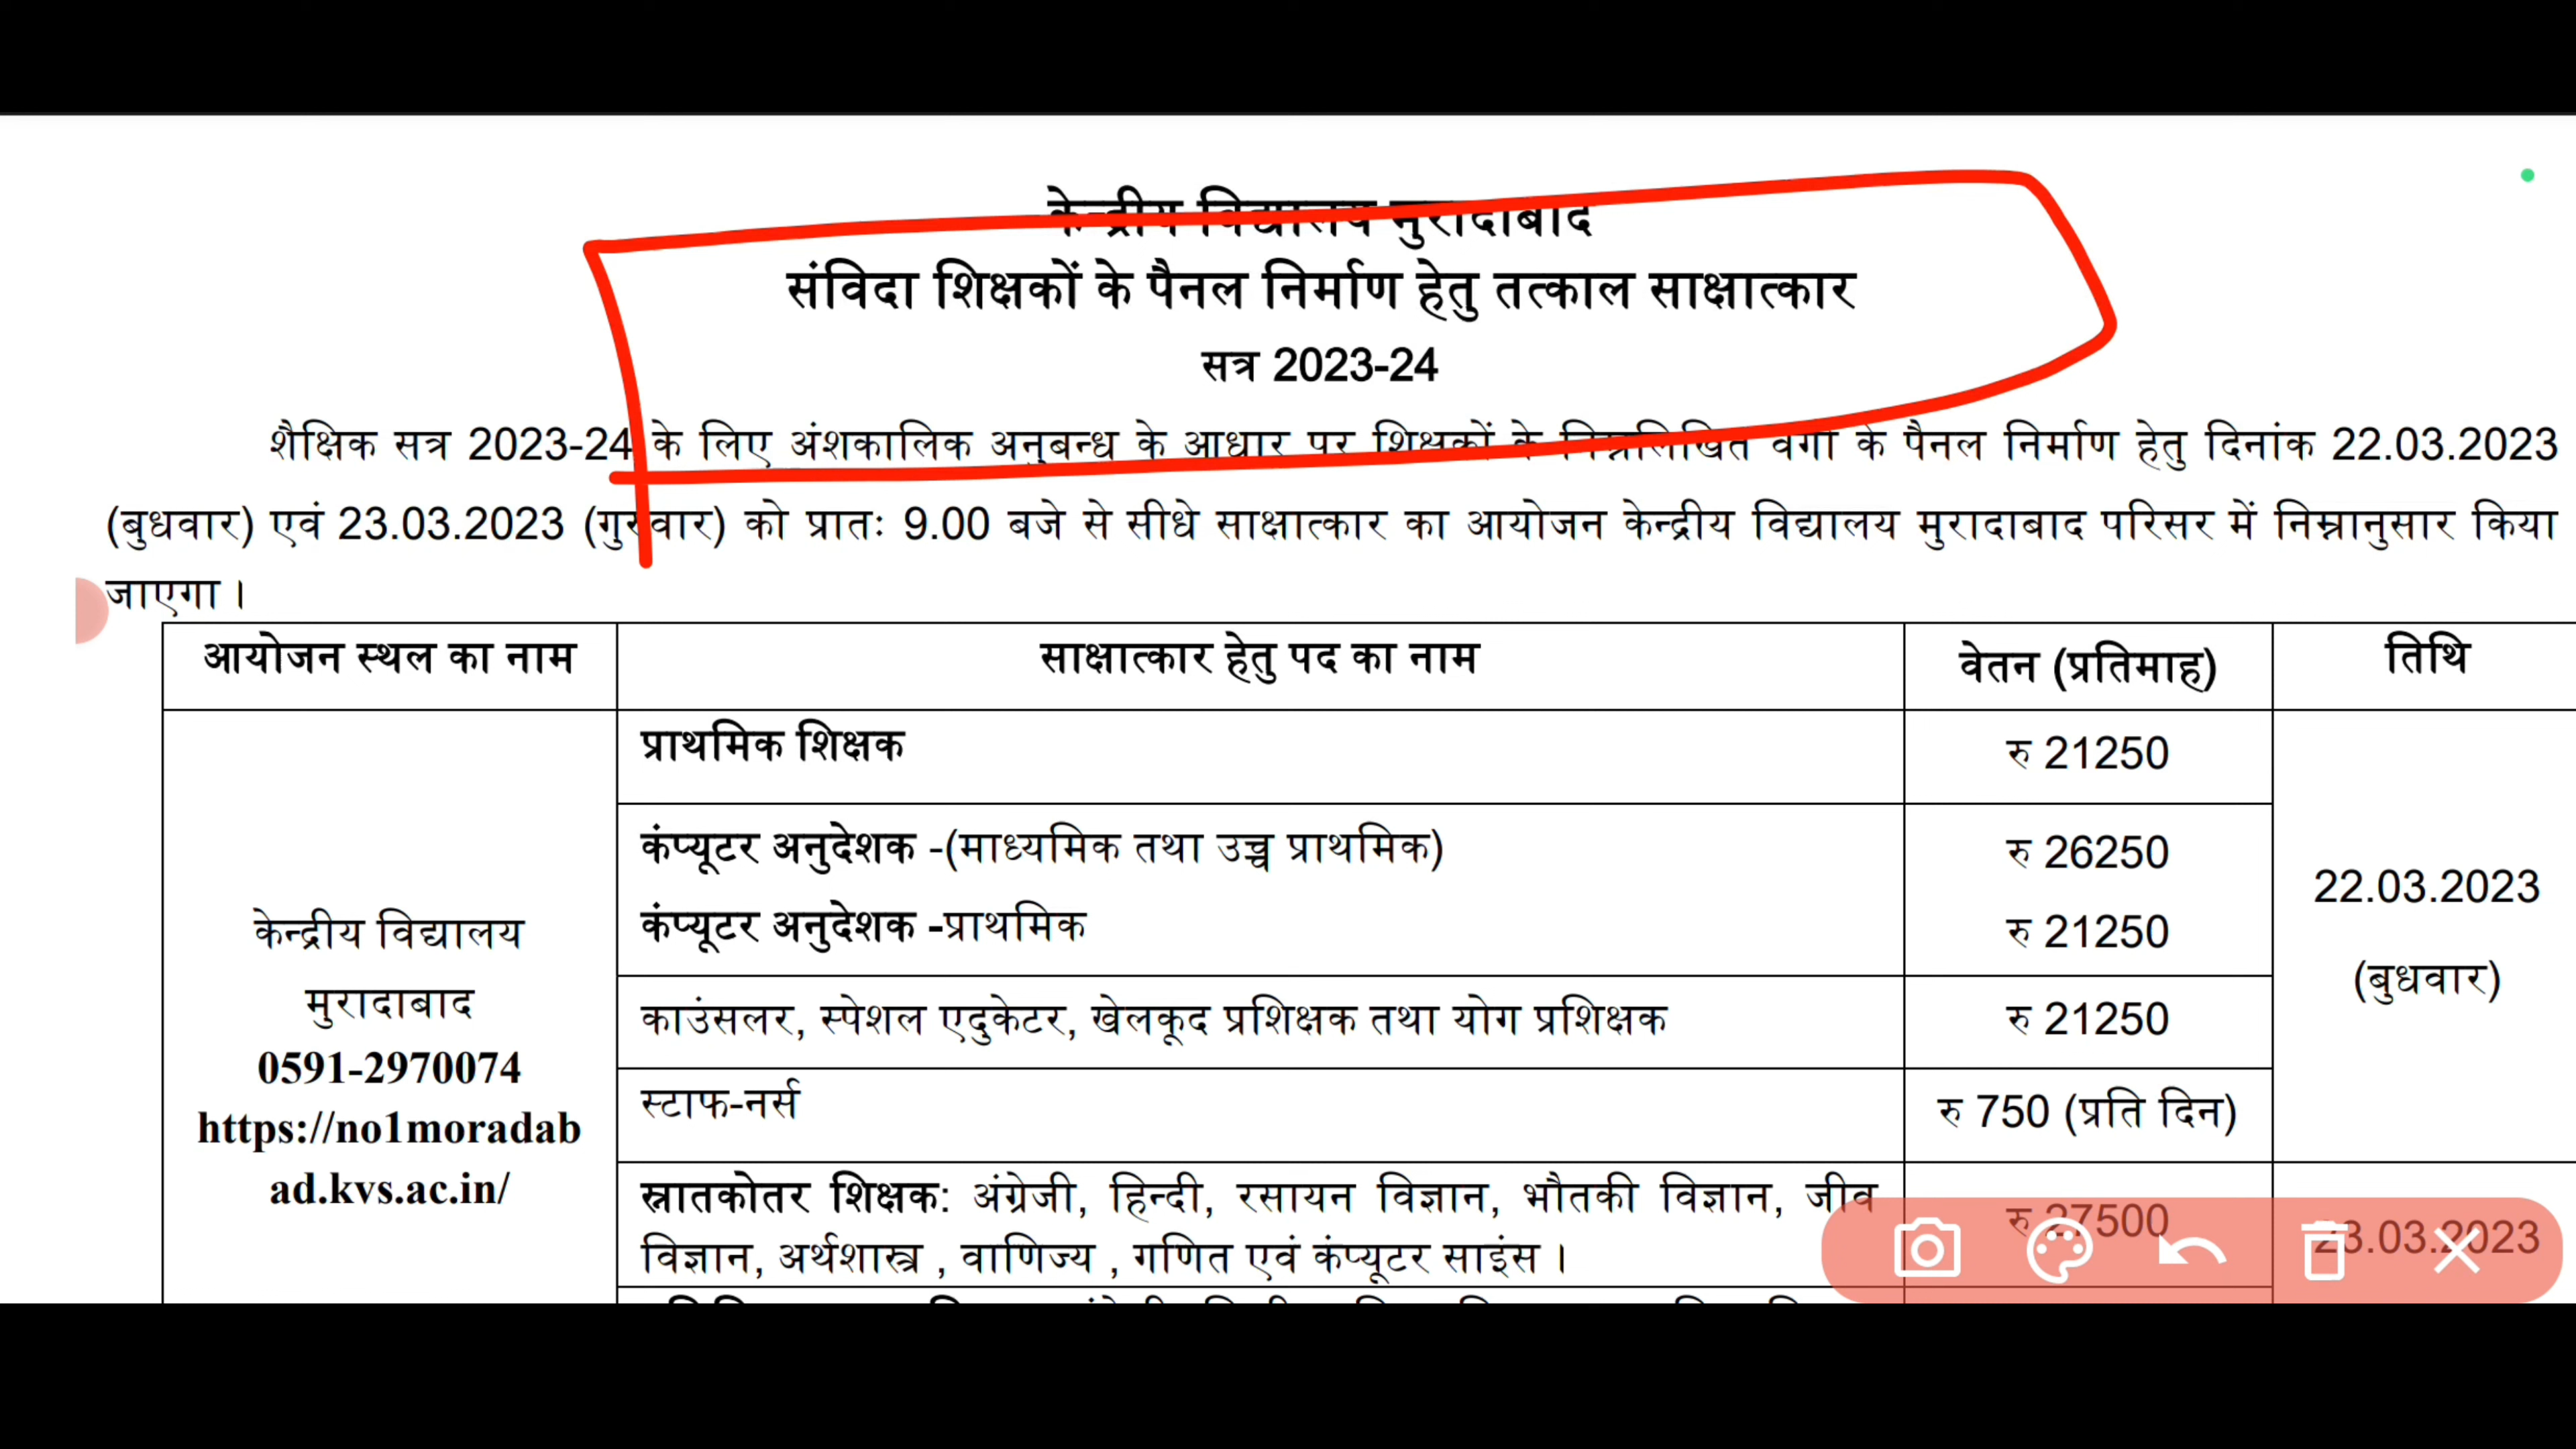 केन्द्रीय विद्यालय मुरादाबाद
संविदा शिक्षकों के पैनल निर्माण हेतु तत्काल साक्षात्कार
सत्र 2023-24
शैक्षिक सत्र 2023-24 के लिए अंशकालिक अनुबन्ध के आधार पर शिक्षकों के निम्नलिखित वर्गों के पैनल निर्माण हेतु दिनांक 22.03.2023
(बुधवार) एवं 23.03.2023 (गुरुवार) को प्रातः 9.00 बजे से सीधे साक्षात्कार का आयोजन केन्द्रीय विद्यालय मुरादाबाद परिसर में निम्नानुसार किया
जाएगा ।
आयोजन स्थल का नाम
साक्षात्कार हेतु पद का नाम
वेतन (प्रतिमाह)
तिथि
केन्द्रीय विद्यालय
मुरादाबाद
0591-2970074
https://no1moradab
ad.kvs.ac.in/
प्राथमिक शिक्षक
रु 21250
कंप्यूटर अनुदेशक -(माध्यमिक तथा उच्च प्राथमिक)
रु 26250
कंप्यूटर अनुदेशक -प्राथमिक
रु 21250
काउंसलर, स्पेशल एदुकेटर, खेलकूद प्रशिक्षक तथा योग प्रशिक्षक
रु 21250
स्टाफ-नर्स
रु 750 (प्रति दिन)
22.03.2023
(बुधवार)
स्नातकोतर शिक्षक: अंग्रेजी, हिन्दी, रसायन विज्ञान, भौतकी विज्ञान, जीव
विज्ञान, अर्थशास्त्र , वाणिज्य , गणित एवं कंप्यूटर साइंस ।
रु 27500
23.03.2023